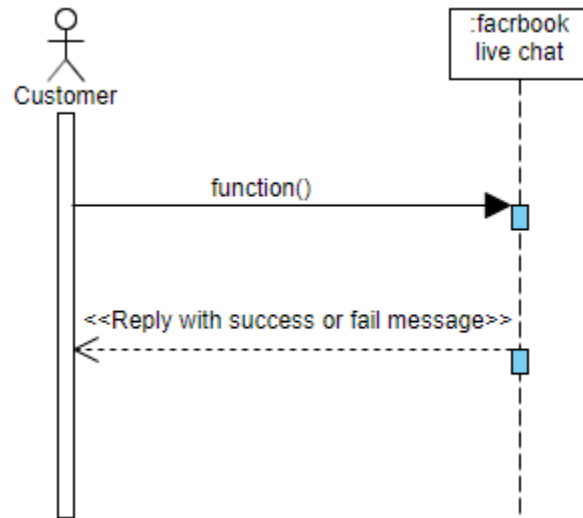 :facrbook
live chat
Customer
function()
<<Reply with success or fail message>>